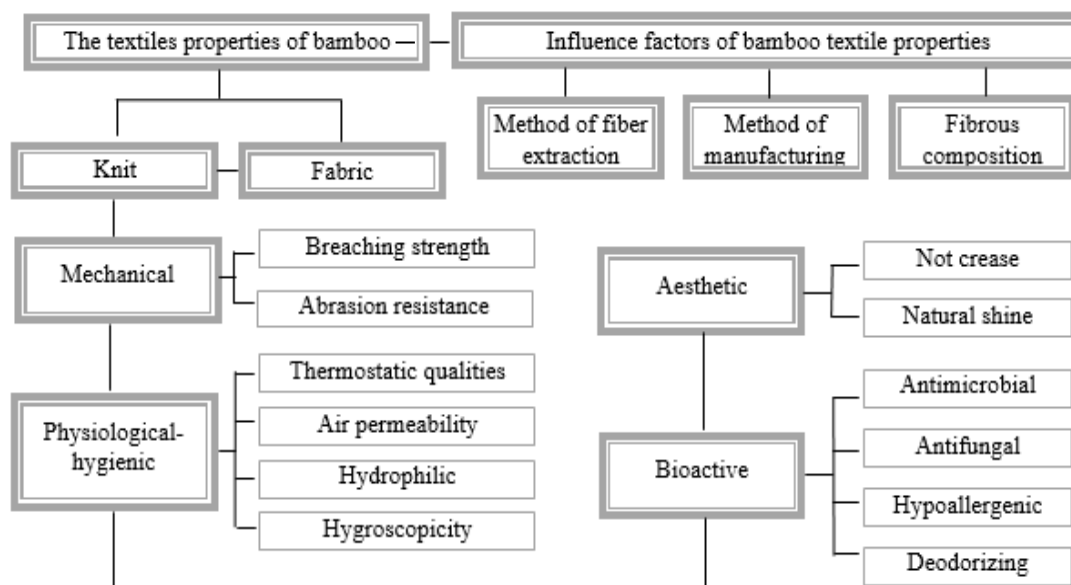 The textiles properties of bamboo
Influence factors of bamboo textile properties
Method of fiber
extraction
Method of
manufacturing
Fibrous
composition
Knit
Fabric
Mechanical
Breaching strength
Abrasion resistance
Physiological-
hygienic
Thermostatic qualities
Air permeability
Hydrophilic
Hygroscopicity
Aesthetic
Not crease
Natural shine
Bioactive
Antimicrobial
Antifungal
Hypoallergenic
Deodorizing